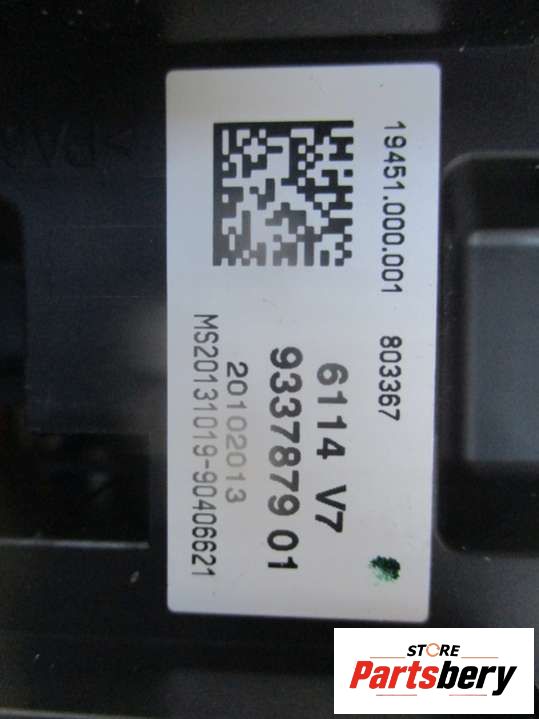 19451.000.001 803367
6114 V7
9337879 01
20102013
MS20131019-90406621
STORE
Partsbery